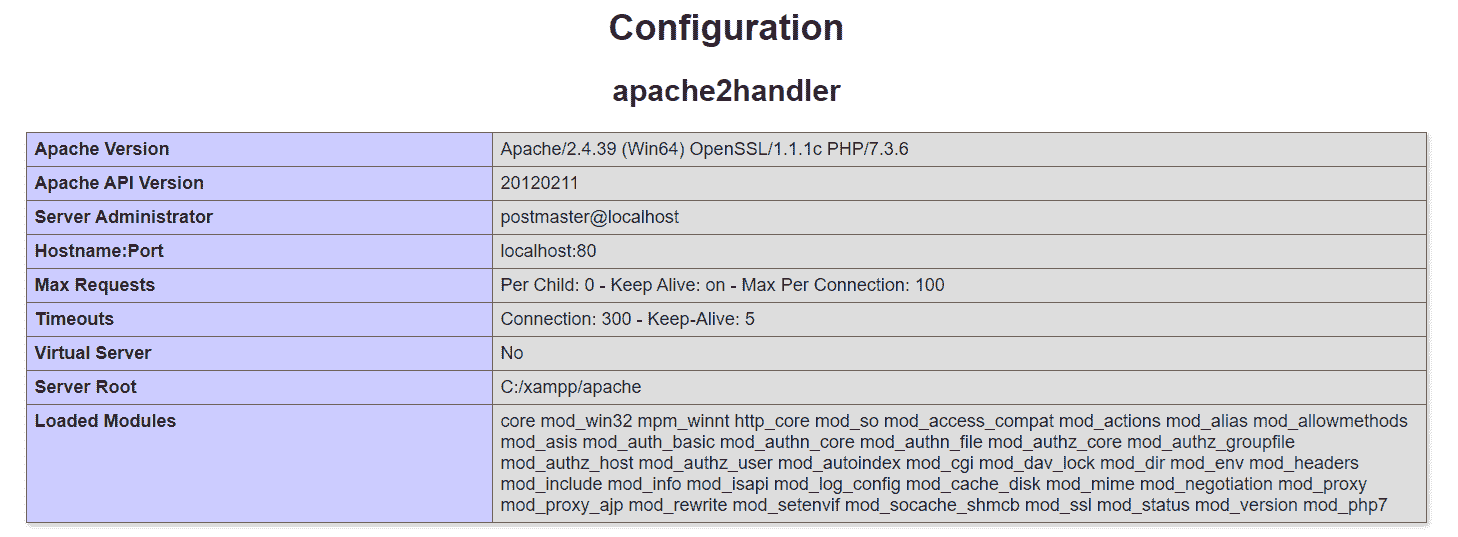 Configuration
apache2handler
Apache Version Apache/2.4.39 (Win64) OpenSSL/1.1.1c PHP/7.3.6
Apache API Version 20120211
Server Administrator postmaster@localhost
Hostname:Port localhost:80
Max Requests Per Child: 0 - Keep Alive: on - Max Per Connection: 100
Timeouts Connection: 300 - Keep-Alive: 5
Virtual Server No
Server Root C:/xampp/apache
Loaded Modules core mod_win32 mpm_winnt http_core mod_so mod_access_compat mod_actions mod_alias mod_allowmethods
mod_asis mod_auth_basic mod_authn_core mod_authn_file mod_authz_core mod_authz_groupfile
mod_authz_host mod_authz_user mod_autoindex mod_cgi mod_dav_lock mod_dir mod_env mod_headers
mod_include mod_info mod_isapi mod_log_config mod_cache_disk mod_mime mod_negotiation mod_proxy
mod_proxy_ajp mod_rewrite mod_setenvif mod_socache_shmcb mod_ssl mod_status mod_version mod_php7